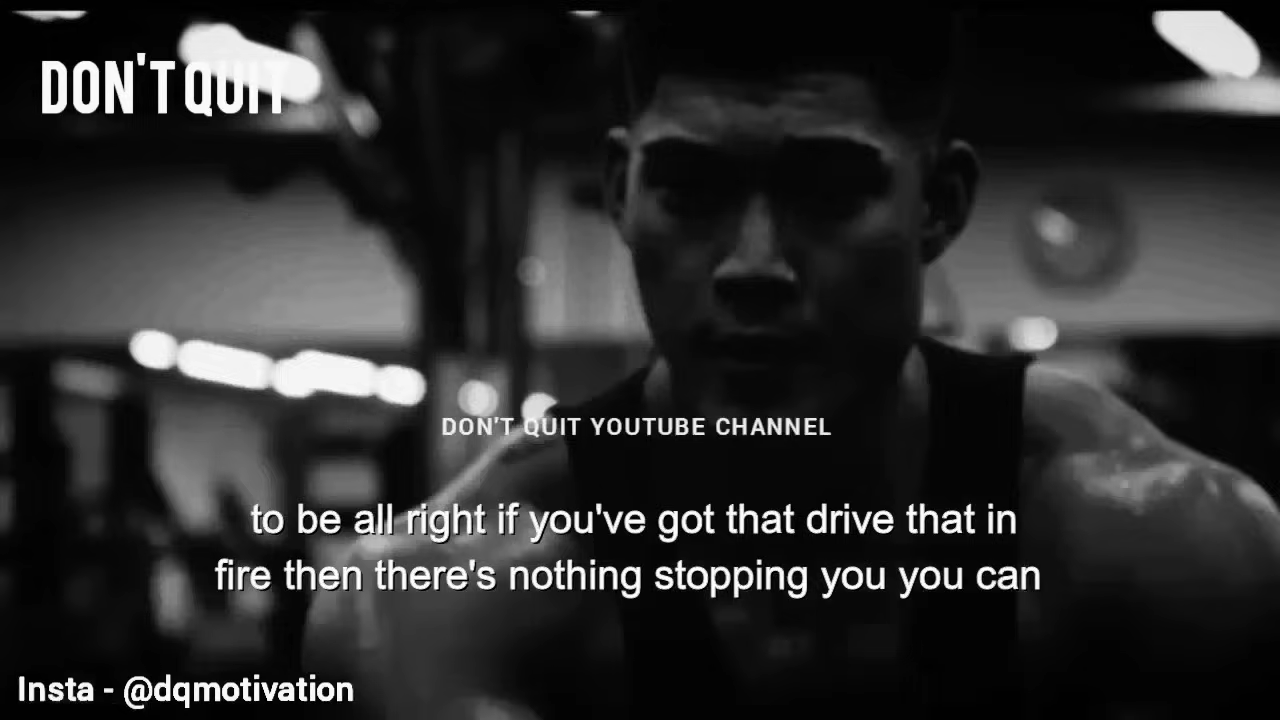 DON'T QUIT
DON'T QUIT YOUTUBE CHANNEL
to be all right if you've got that drive that in
fire then there's nothing stopping you you can
Insta - @dqmotivation